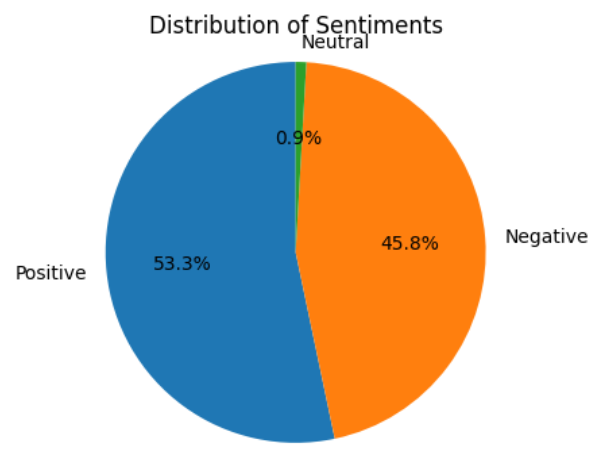 Distribution of Sentiments
Neutral
0.9%
45.8%
Negative
53.3%
Positive